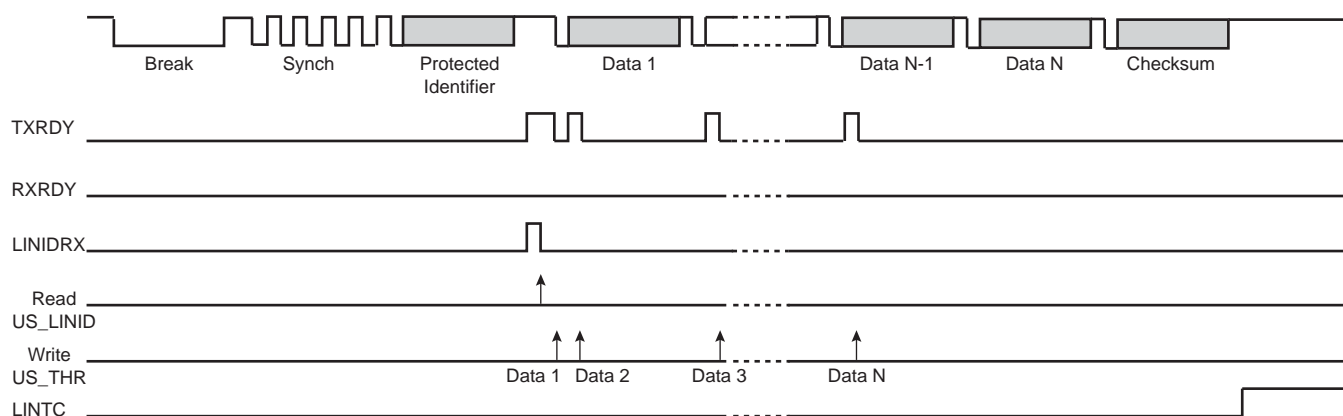 Break Synch Protected Identifier Data 1 Data N-1 Data N Checksum
TXRDY
RXRDY
LINIDRX
Read
US_LINID
Write
US_THR
Data 1 Data 2 Data 3 Data N
LINTC